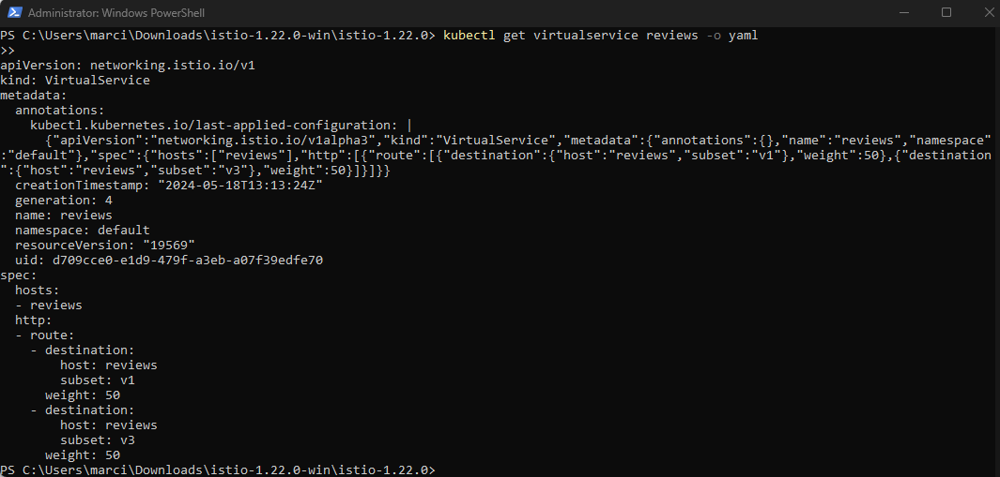 Administrator: Windows PowerShell
PS C:\Users\marci\Downloads\istio-1.22.0-win\istio-1.22.0> kubectl get virtualservice reviews -o yaml
>>
apiVersion: networking.istio.io/v1
kind: VirtualService
metadata:
  annotations:
    kubectl.kubernetes.io/last-applied-configuration: |
      {"apiVersion":"networking.istio.io/v1alpha3","kind":"VirtualService","metadata":{"annotations":{},"name":"reviews","namespace"
:"default"},"spec":{"hosts":["reviews"],"http":[{"route":[{"destination":{"host":"reviews","subset":"v1"},"weight":50},{"destination
":{"host":"reviews","subset":"v3"},"weight":50}]}]}}
  creationTimestamp: "2024-05-18T13:13:24Z"
  generation: 4
  name: reviews
  namespace: default
  resourceVersion: "19569"
  uid: d709cce0-e1d9-479f-a3eb-a07f39edfe70
spec:
  hosts:
  - reviews
  http:
  - route:
    - destination:
        host: reviews
        subset: v1
      weight: 50
    - destination:
        host: reviews
        subset: v3
      weight: 50
PS C:\Users\marci\Downloads\istio-1.22.0-win\istio-1.22.0>